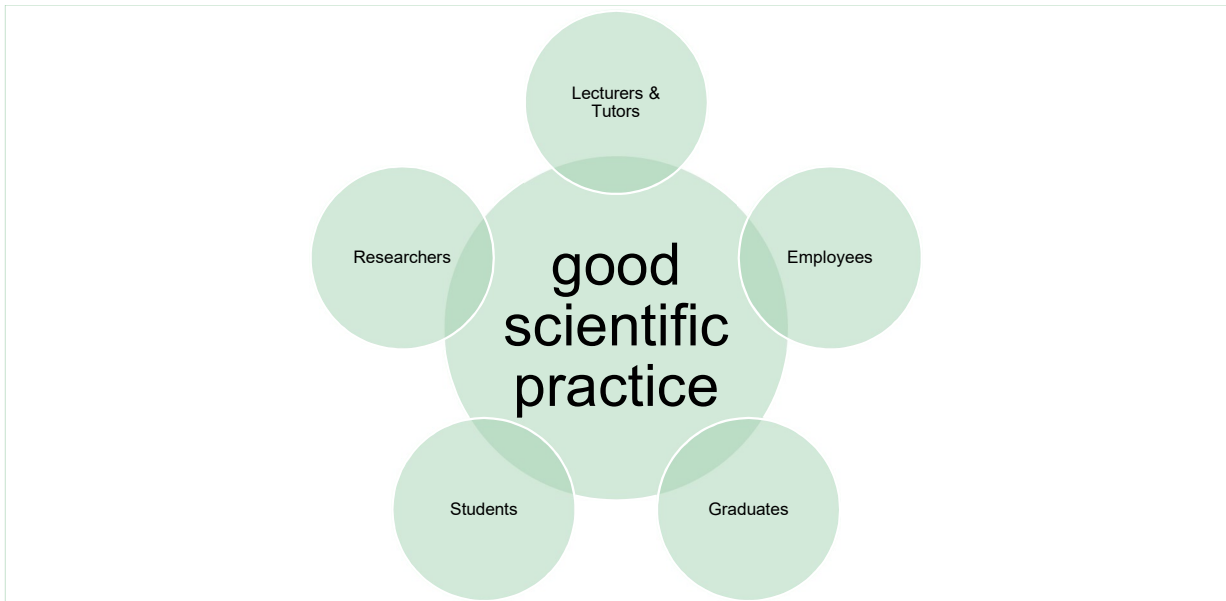 Lecturers &
Tutors
Researchers
Employees
good
scientific
practice
Students
Graduates